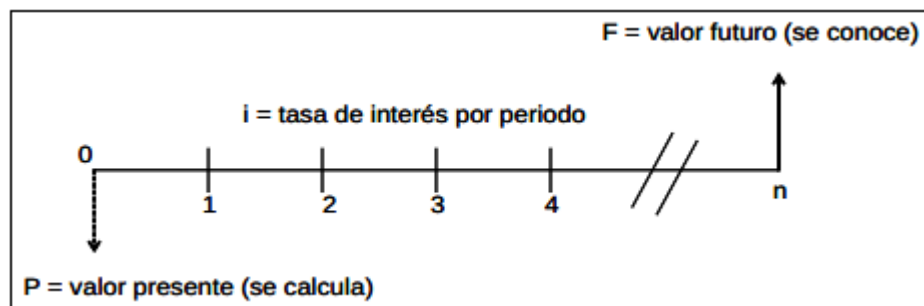 F = valor futuro (se conoce)
i = tasa de interés por periodo
0
1
2
3
4
n
P = valor presente (se calcula)